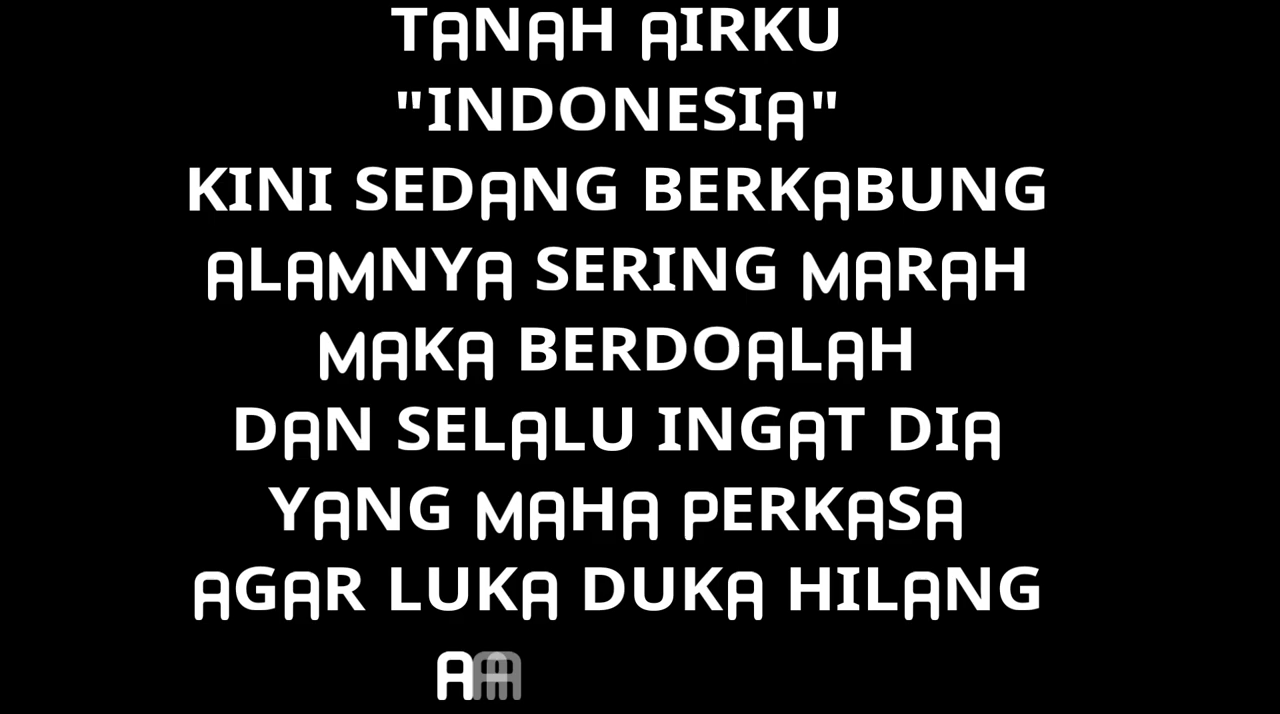 TANAH AIRKU
"INDONESIA"
KINI SEDANG BERKABUNG
ALAMNYA SERING MARAH
MAKA BERDOALAH
DAN SELALU INGAT DIA
YANG MAHA PERKASA
AGAR LUKA DUKA HILANG